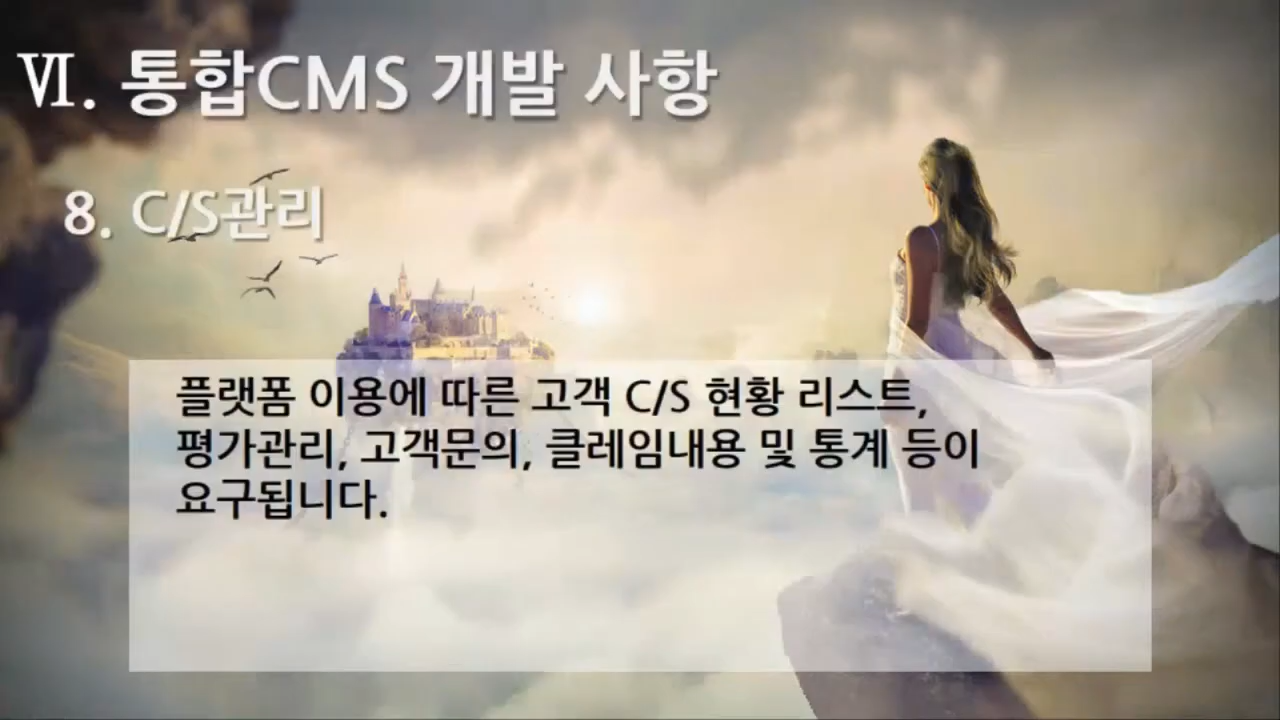 Ⅵ. 통합CMS 개발 사항
8. C/S관리
플랫폼 이용에 따른 고객 C/S 현황 리스트,
평가관리, 고객문의, 클레임내용 및 통계 등이
요구됩니다.